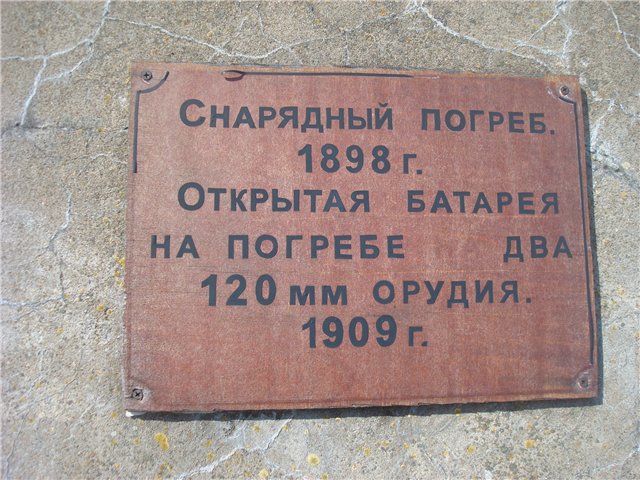 Снарядный погреб.
1898 г.
Открытая батарея
на погребе два
120 мм орудия.
1909 г.